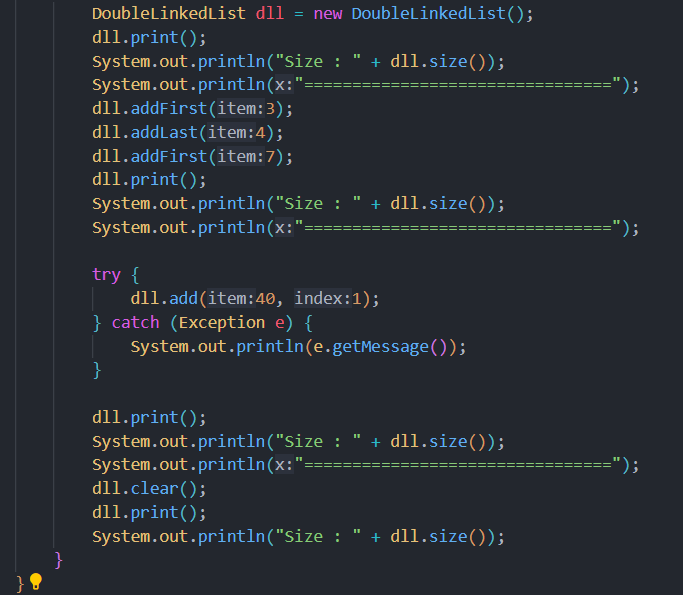 DoubleLinkedList dll = new DoubleLinkedList();
dll.print();
System.out.println("Size : " + dll.size());
System.out.println(x:"================================");
dll.addFirst(item:3);
dll.addLast(item:4);
dll.addFirst(item:7);
dll.print();
System.out.println("Size : " + dll.size());
System.out.println(x:"================================");
try {
dll.add(item:40, index:1);
} catch (Exception e) {
System.out.println(e.getMessage());
}
dll.print();
System.out.println("Size : " + dll.size());
System.out.println(x:"================================");
dll.clear();
dll.print();
System.out.println("Size : " + dll.size());
}
}